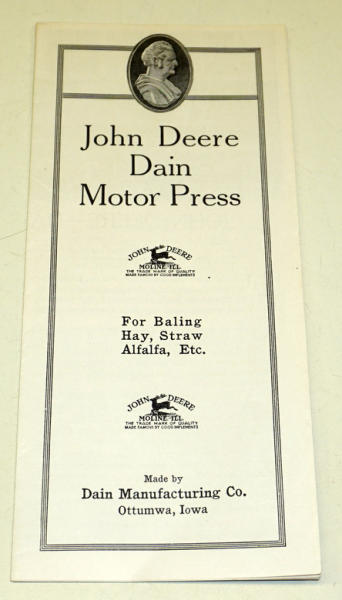 John Deere
Dain
Motor Press
JOHN DEERE
MOLINE, ILL.
THE TRADE MARK OF QUALITY
MADE FAMOUS BY GOOD IMPLEMENTS
For Baling
Hay, Straw
Alfalfa, Etc.
JOHN DEERE
MOLINE, ILL.
THE TRADE MARK OF QUALITY
MADE FAMOUS BY GOOD IMPLEMENTS
Made by
Dain Manufacturing Co.
Ottumwa, Iowa